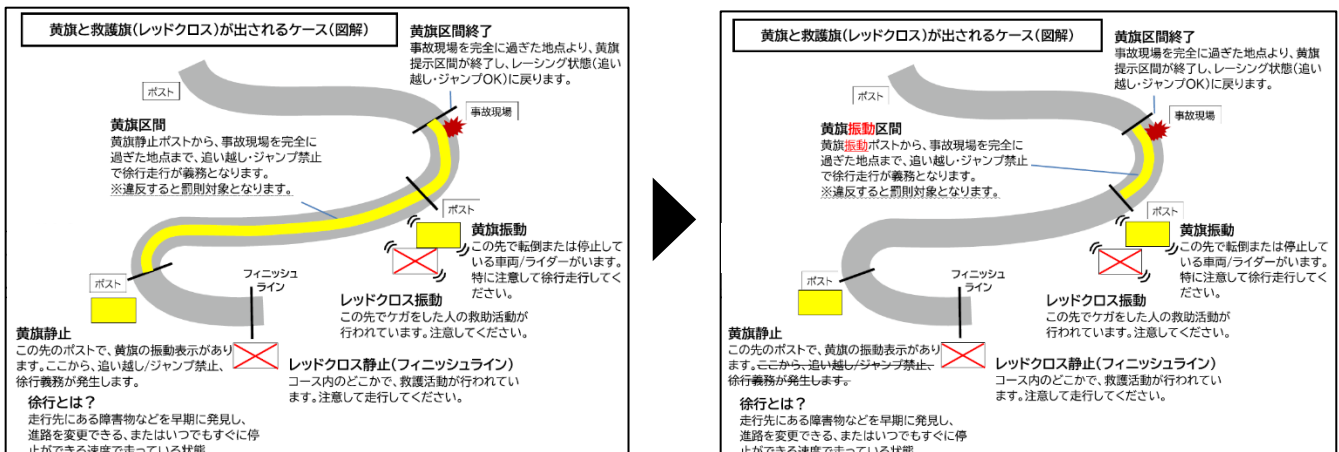 黄旗と救護旗(レッドクロス)が出されるケース(図解)
黄旗区間終了
事故現場を完全に過ぎた地点より、黄旗
提示区間が終了し、レーシング状態(追い
越し・ジャンプOK)に戻ります。
ポスト
事故現場
黄旗区間
黄旗静止ポストから、事故現場を完全に
過ぎた地点まで、追い越し・ジャンプ禁止
で徐行走行が義務となります。
※違反すると罰則対象となります。
ポスト
黄旗振動
この先で転倒または停止して
いる車両/ライダーがいます。
特に注意して徐行走行してく
ださい。
ポスト
フィニッシュ
ライン
レッドクロス振動
この先でケガをした人の救助活動が
行われています。注意してください。
黄旗静止
この先のポストで、黄旗の振動表示があり
ます。ここから、追い越し/ジャンプ禁止、
徐行義務が発生します。
レッドクロス静止(フィニッシュライン)
コース内のどこかで、救護活動が行われてい
ます。注意して走行してください。
徐行とは?
走行先にある障害物などを早期に発見し、
進路を変更できる、またはいつでもすぐに停
止ができる速度で走っている状態
黄旗と救護旗(レッドクロス)が出されるケース(図解)
黄旗区間終了
事故現場を完全に過ぎた地点より、黄旗
提示区間が終了し、レーシング状態(追い
越し・ジャンプOK)に戻ります。
ポスト
事故現場
黄旗振動区間
黄旗振動ポストから、事故現場を完全に
過ぎた地点まで、追い越し・ジャンプ禁止
で徐行走行が義務となります。
※違反すると罰則対象となります。
ポスト
黄旗振動
この先で転倒または停止して
いる車両/ライダーがいます。
特に注意して徐行走行してく
ださい。
ポスト
フィニッシュ
ライン
レッドクロス振動
この先でケガをした人の救助活動が
行われています。注意してください。
黄旗静止
この先のポストで、黄旗の振動表示があり
ます。ここから、追い越し/ジャンプ禁止、
徐行義務が発生します。
レッドクロス静止(フィニッシュライン)
コース内のどこかで、救護活動が行われてい
ます。注意して走行してください。
徐行とは?
走行先にある障害物などを早期に発見し、
進路を変更できる、またはいつでもすぐに停
止ができる速度で走っている状態